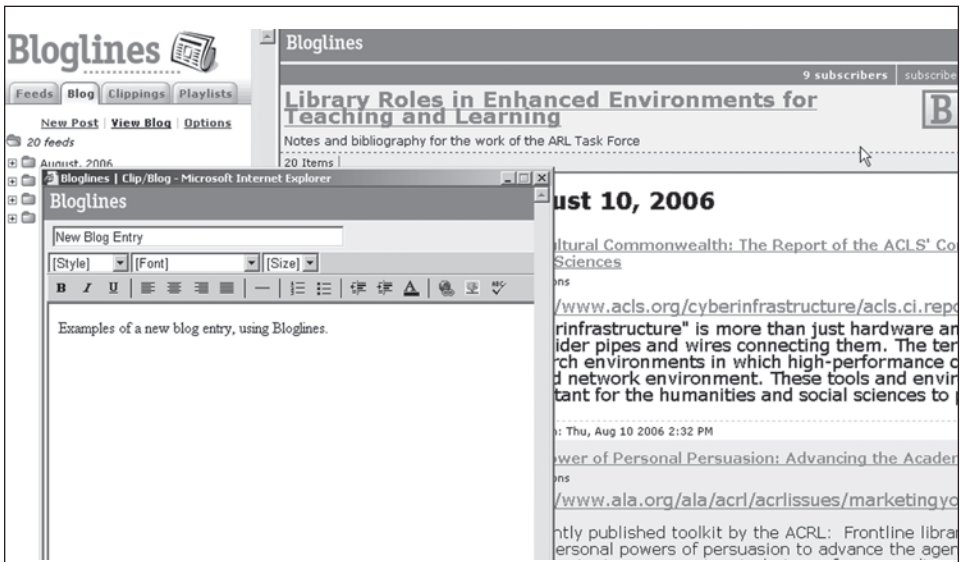 Bloglines
Feeds Blog Clippings Playlists
New Post | View Blog | Options
20 feeds
August, 2006
Bloglines
9 subscribers subscribe
Library Roles in Enhanced Environments for
Teaching and Learning
B
Notes and bibliography for the work of the ARL Task Force
20 Items |
Bloglines | Clip/Blog - Microsoft Internet Explorer
Bloglines
New Blog Entry
[Style] [Font] [Size]
B I U A ABC
Examples of a new blog entry, using Bloglines.
ust 10, 2006
ultural Commonwealth: The Report of the ACLS' Co
Sciences
ons
/www.acls.org/cyberinfrastructure/acls.ci.repo
rinfrastructure" is more than just hardware an
ider pipes and wires connecting them. The ter
rch environments in which high-performance c
d network environment. These tools and envir
tant for the humanities and social sciences to p
n: Thu, Aug 10 2006 2:32 PM
ower of Personal Persuasion: Advancing the Acader
ons
/www.ala.org/ala/acrl/acrlissues/marketingyo
ntly published toolkit by the ACRL: Frontline libra
ersonal powers of persuasion to advance the agen